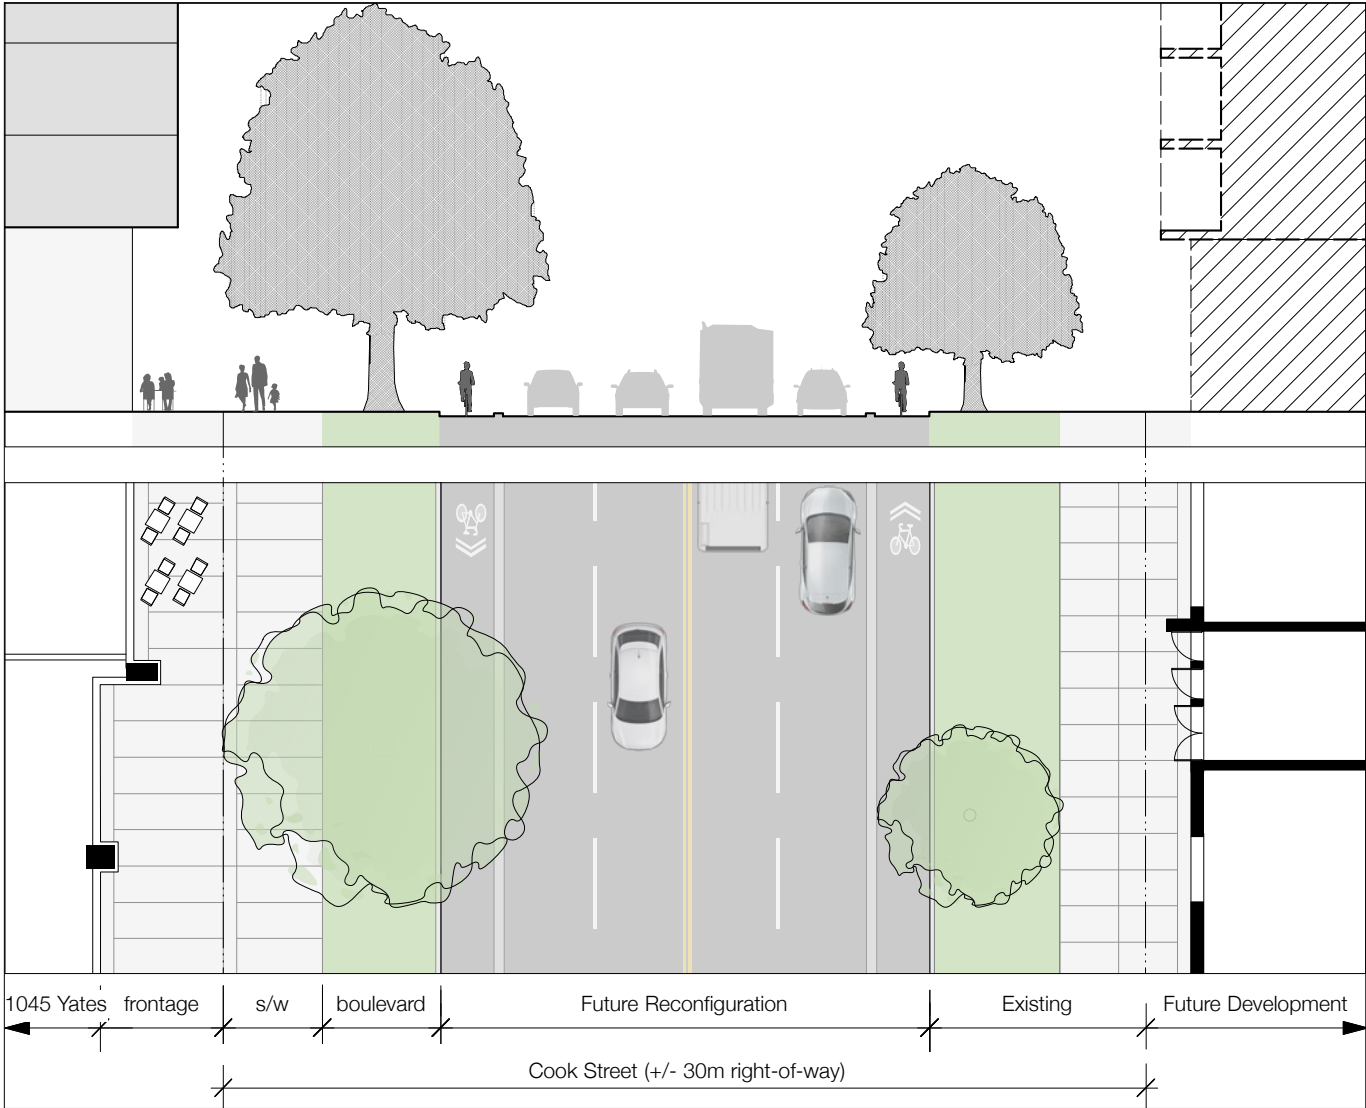 1045 Yates
frontage
s/w
boulevard
Future Reconfiguration
Existing
Future Development
Cook Street (+/- 30m right-of-way)